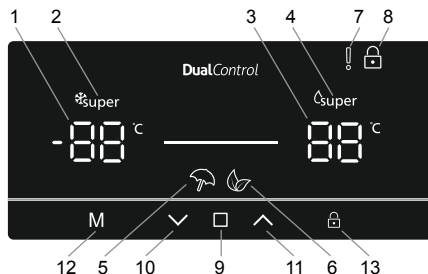 1 2 3 4 7 8
DualControl
super super
-88 °C 88 °C
M
12 5 10 9 11 6 13